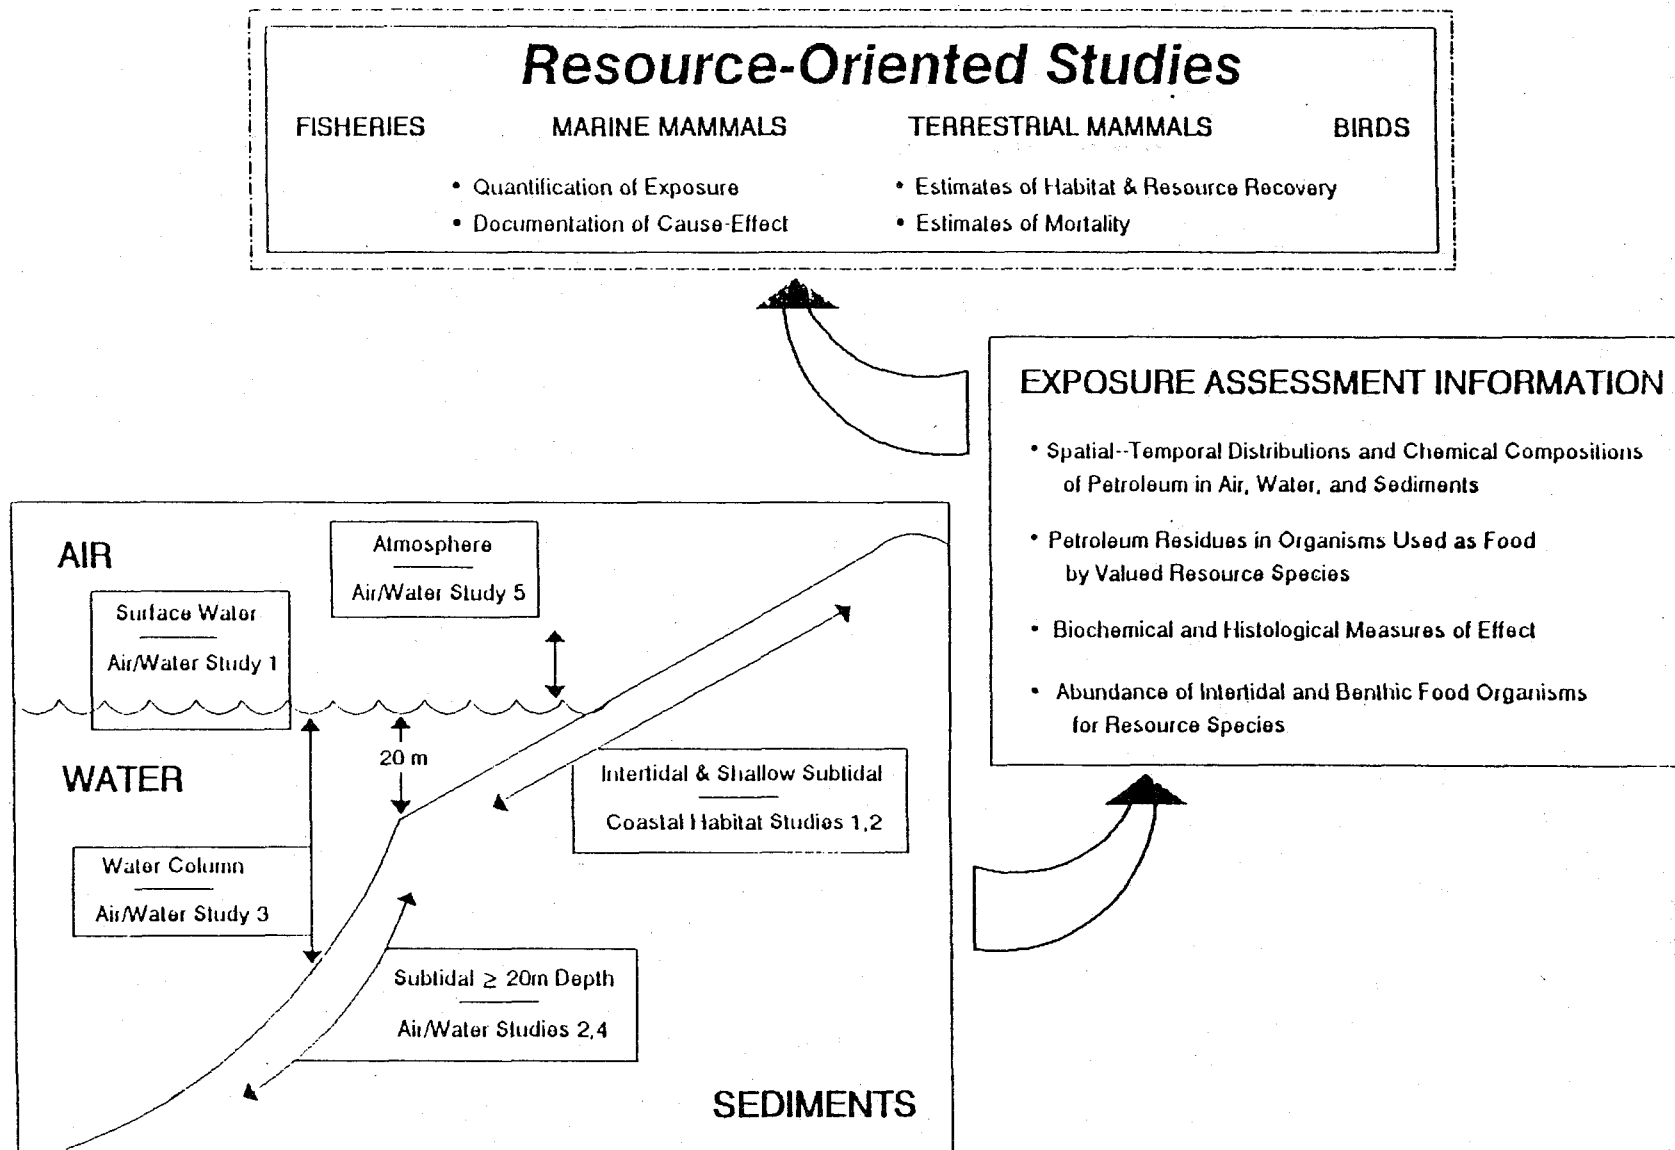 Resource-Oriented Studies
FISHERIES MARINE MAMMALS TERRESTRIAL MAMMALS BIRDS
• Quantification of Exposure
• Documentation of Cause-Effect
• Estimates of Habitat & Resource Recovery
• Estimates of Mortality
EXPOSURE ASSESSMENT INFORMATION
• Spatial--Temporal Distributions and Chemical Compositions
of Petroleum in Air, Water, and Sediments
• Petroleum Residues in Organisms Used as Food
by Valued Resource Species
• Biochemical and Histological Measures of Effect
• Abundance of Intertidal and Benthic Food Organisms
for Resource Species
AIR
Atmosphere
Air/Water Study 5
Surface Water
Air/Water Study 1
20 m
WATER
Intertidal & Shallow Subtidal
Coastal Habitat Studies 1,2
Water Column
Air/Water Study 3
Subtidal ≥ 20m Depth
Air/Water Studies 2,4
SEDIMENTS